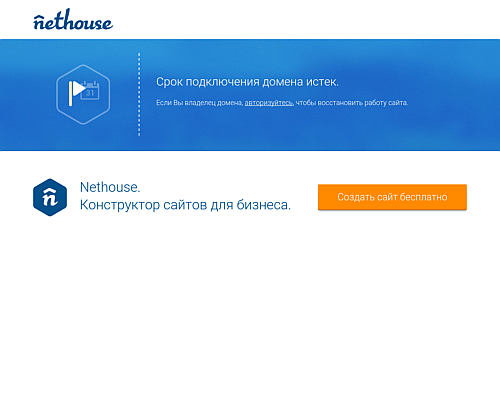 nethouse
31
Срок подключения домена истек.
Если Вы владелец домена, авторизуйтесь, чтобы восстановить работу сайта.
Nethouse.
Конструктор сайтов для бизнеса.
Создать сайт бесплатно